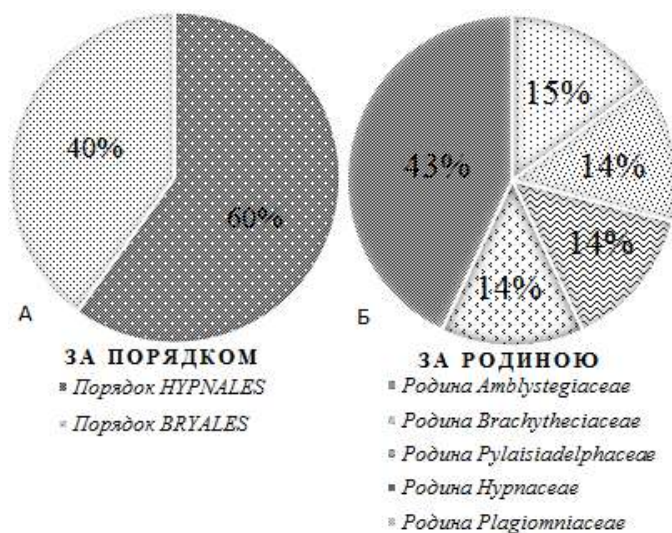 40%
60%
А
ЗА ПОРЯДКОМ
Порядок HYPNALES
Порядок BRYALES
15%
43%
14%
14%
14%
Б
ЗА РОДИНОЮ
Родина Amblystegiaceae
Родина Brachytheciaceae
Родина Pylaisiadelphaceae
Родина Hypnaceae
Родина Plagiomniaceae